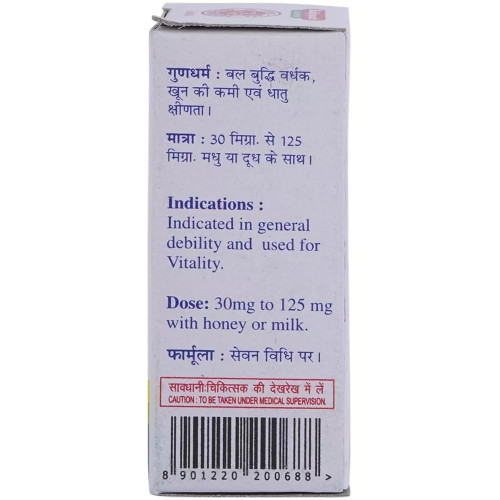 गुणधर्म : बल बुद्धि वर्धक,
खून की कमी एवं धातु
क्षीणता।
मात्रा : 30 मिग्रा. से 125
मिग्रा. मधु या दूध के साथ।
Indications :
Indicated in general
debility and used for
Vitality.
Dose: 30mg to 125 mg
with honey or milk.
फार्मूला : सेवन विधि पर।
सावधानी:चिकित्सक की देखरेख में लें
CAUTION : TO BE TAKEN UNDER MEDICAL SUPERVISION.
8 901220 200688 >